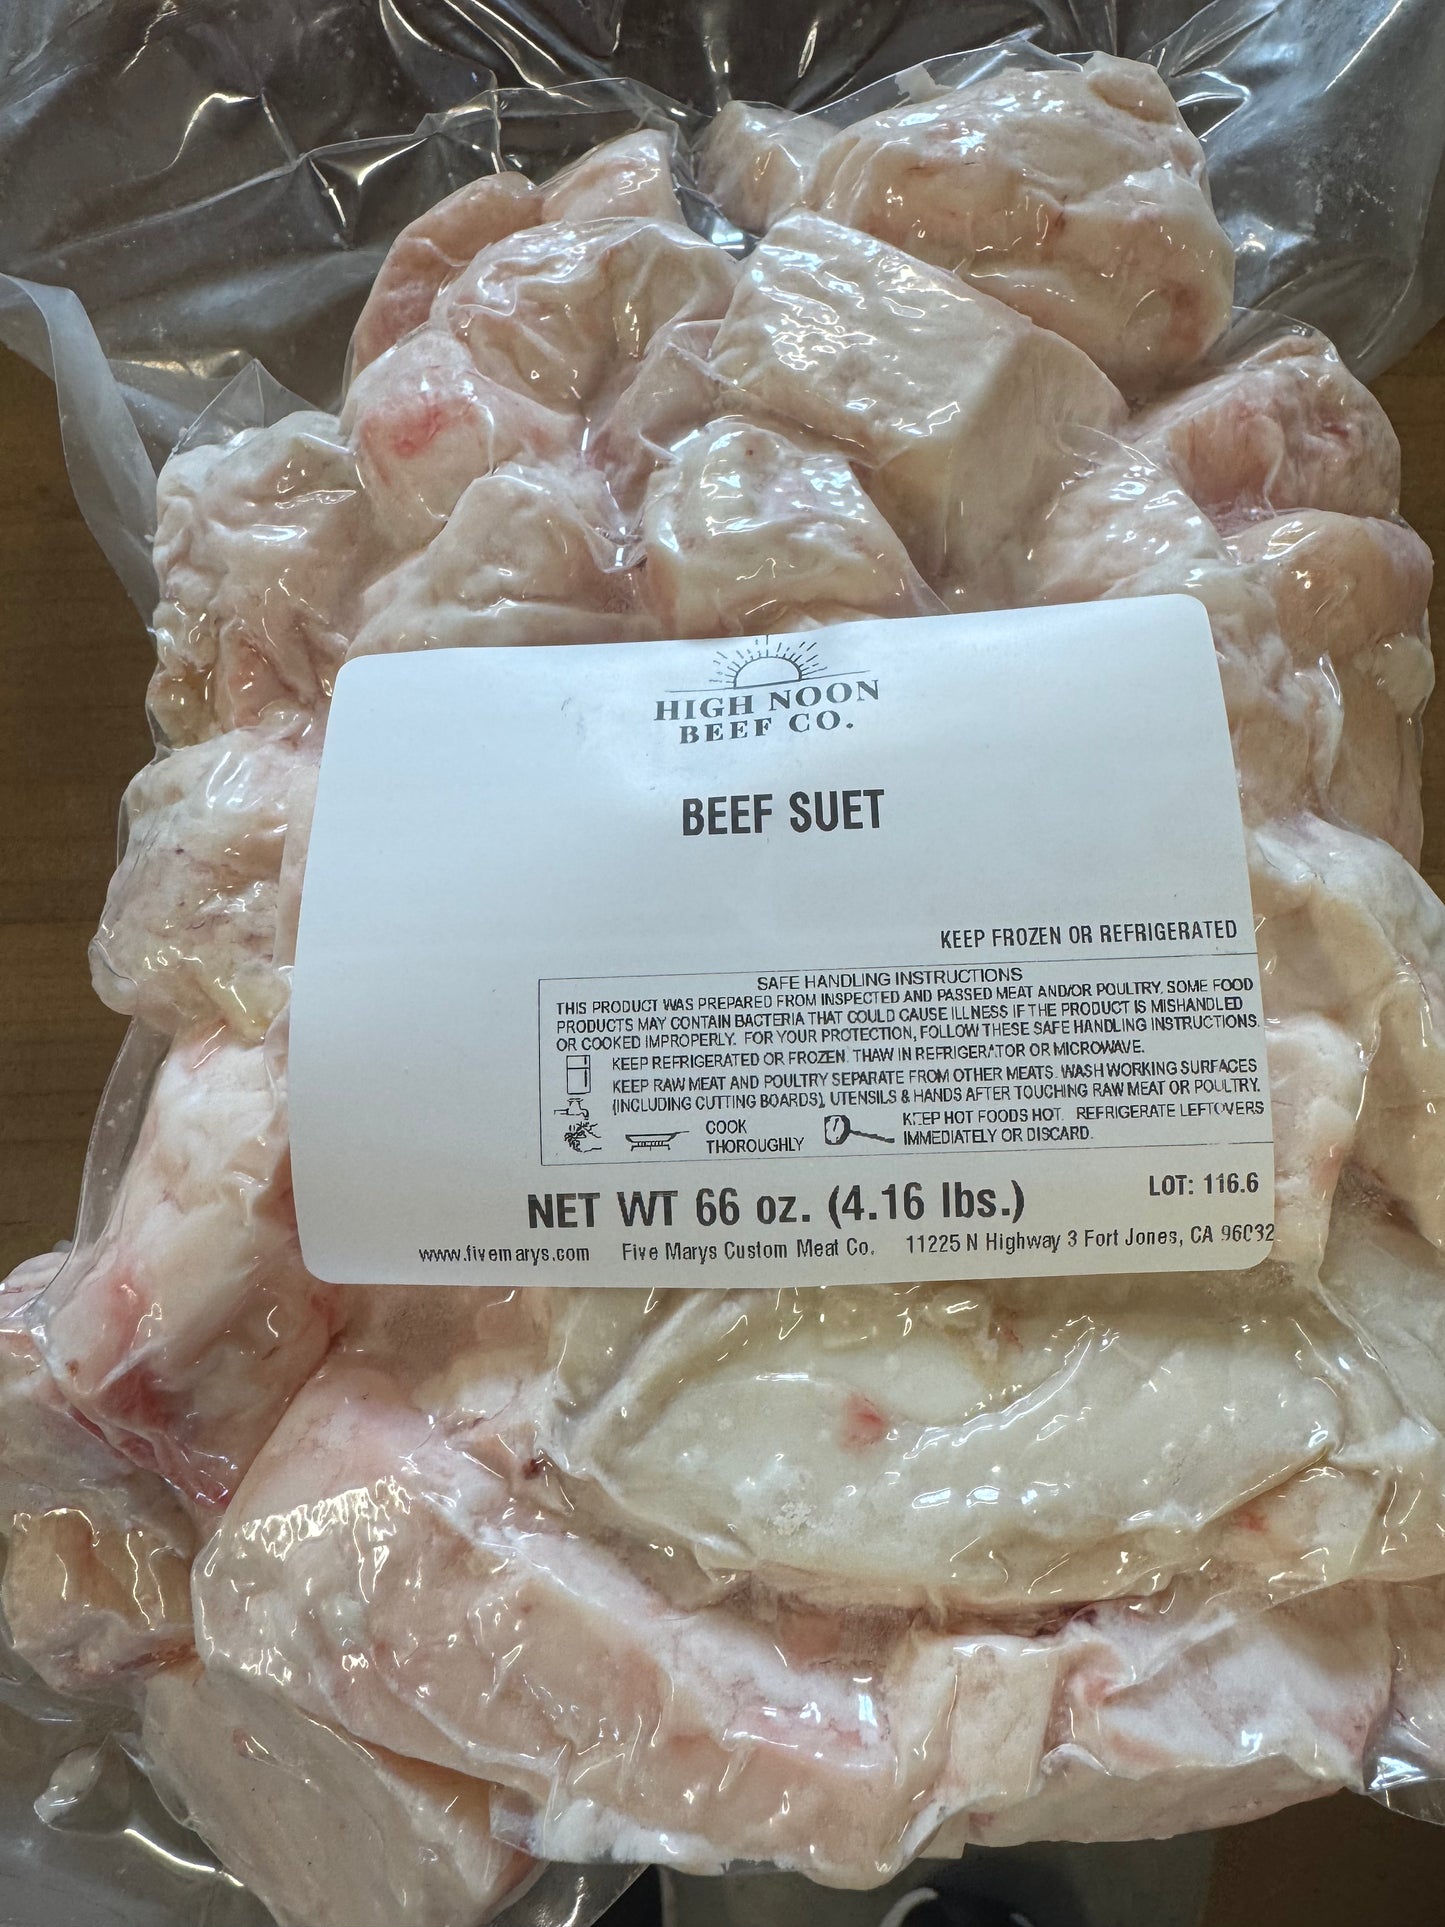 HIGH NOON
BEEF CO.
BEEF SUET
KEEP FROZEN OR REFRIGERATED
SAFE HANDLING INSTRUCTIONS
THIS PRODUCT WAS PREPARED FROM INSPECTED AND PASSED MEAT AND/OR POULTRY. SOME FOOD
PRODUCTS MAY CONTAIN BACTERIA THAT COULD CAUSE ILLNESS IF THE PRODUCT IS MISHANDLED
OR COOKED IMPROPERLY. FOR YOUR PROTECTION, FOLLOW THESE SAFE HANDLING INSTRUCTIONS.
KEEP REFRIGERATED OR FROZEN. THAW IN REFRIGERATOR OR MICROWAVE.
KEEP RAW MEAT AND POULTRY SEPARATE FROM OTHER MEATS. WASH WORKING SURFACES
(INCLUDING CUTTING BOARDS), UTENSILS & HANDS AFTER TOUCHING RAW MEAT OR POULTRY.
COOK
THOROUGHLY
KEEP HOT FOODS HOT. REFRIGERATE LEFTOVERS
IMMEDIATELY OR DISCARD.
NET WT 66 oz. (4.16 lbs.)
LOT: 116.6
www.fivemarys.com Five Marys Custom Meat Co. 11225 N Highway 3 Fort Jones, CA 96032